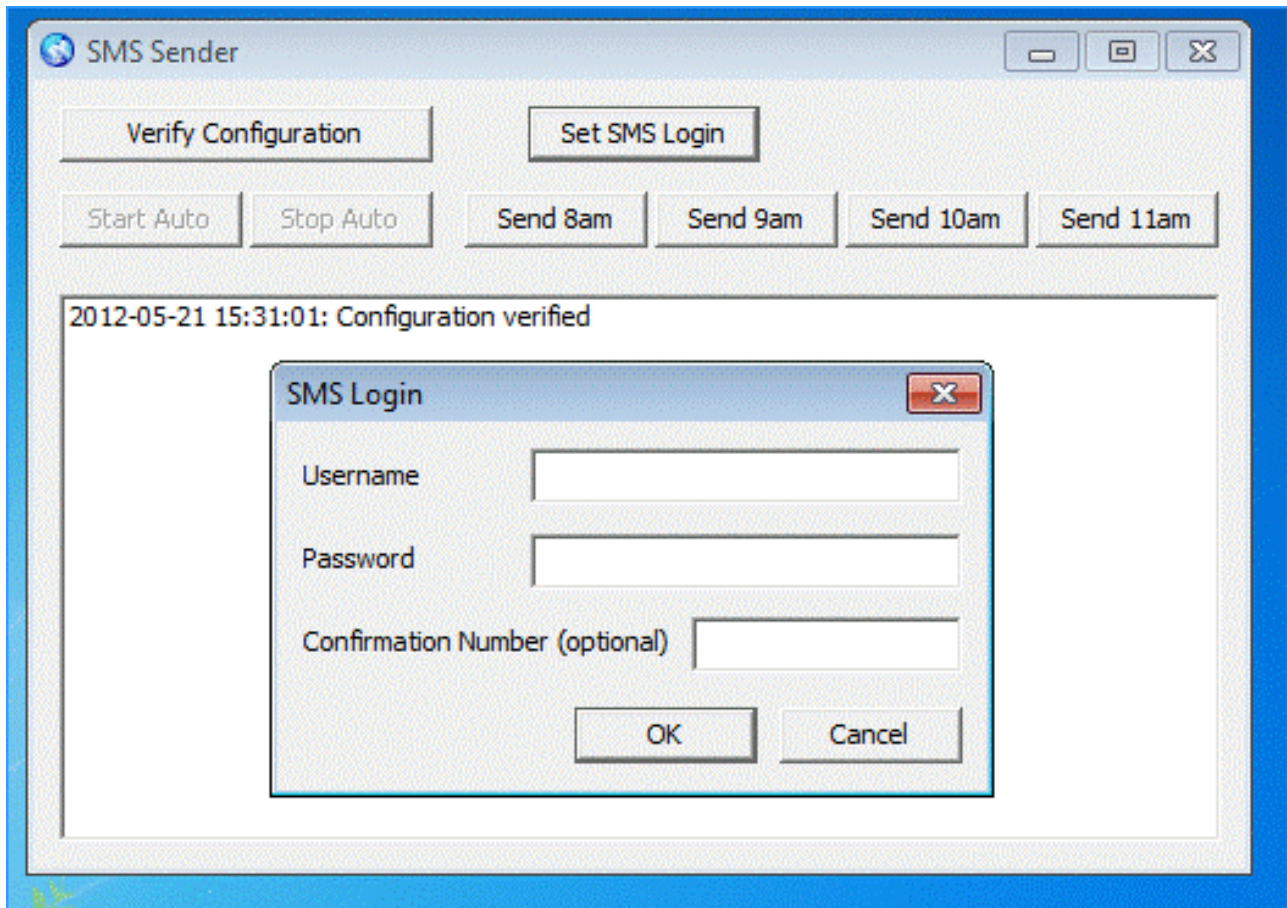 SMS Sender
Verify Configuration Set SMS Login
Start Auto Stop Auto Send 8am Send 9am Send 10am Send 11am
2012-05-21 15:31:01: Configuration verified
SMS Login
Username
Password
Confirmation Number (optional)
OK Cancel